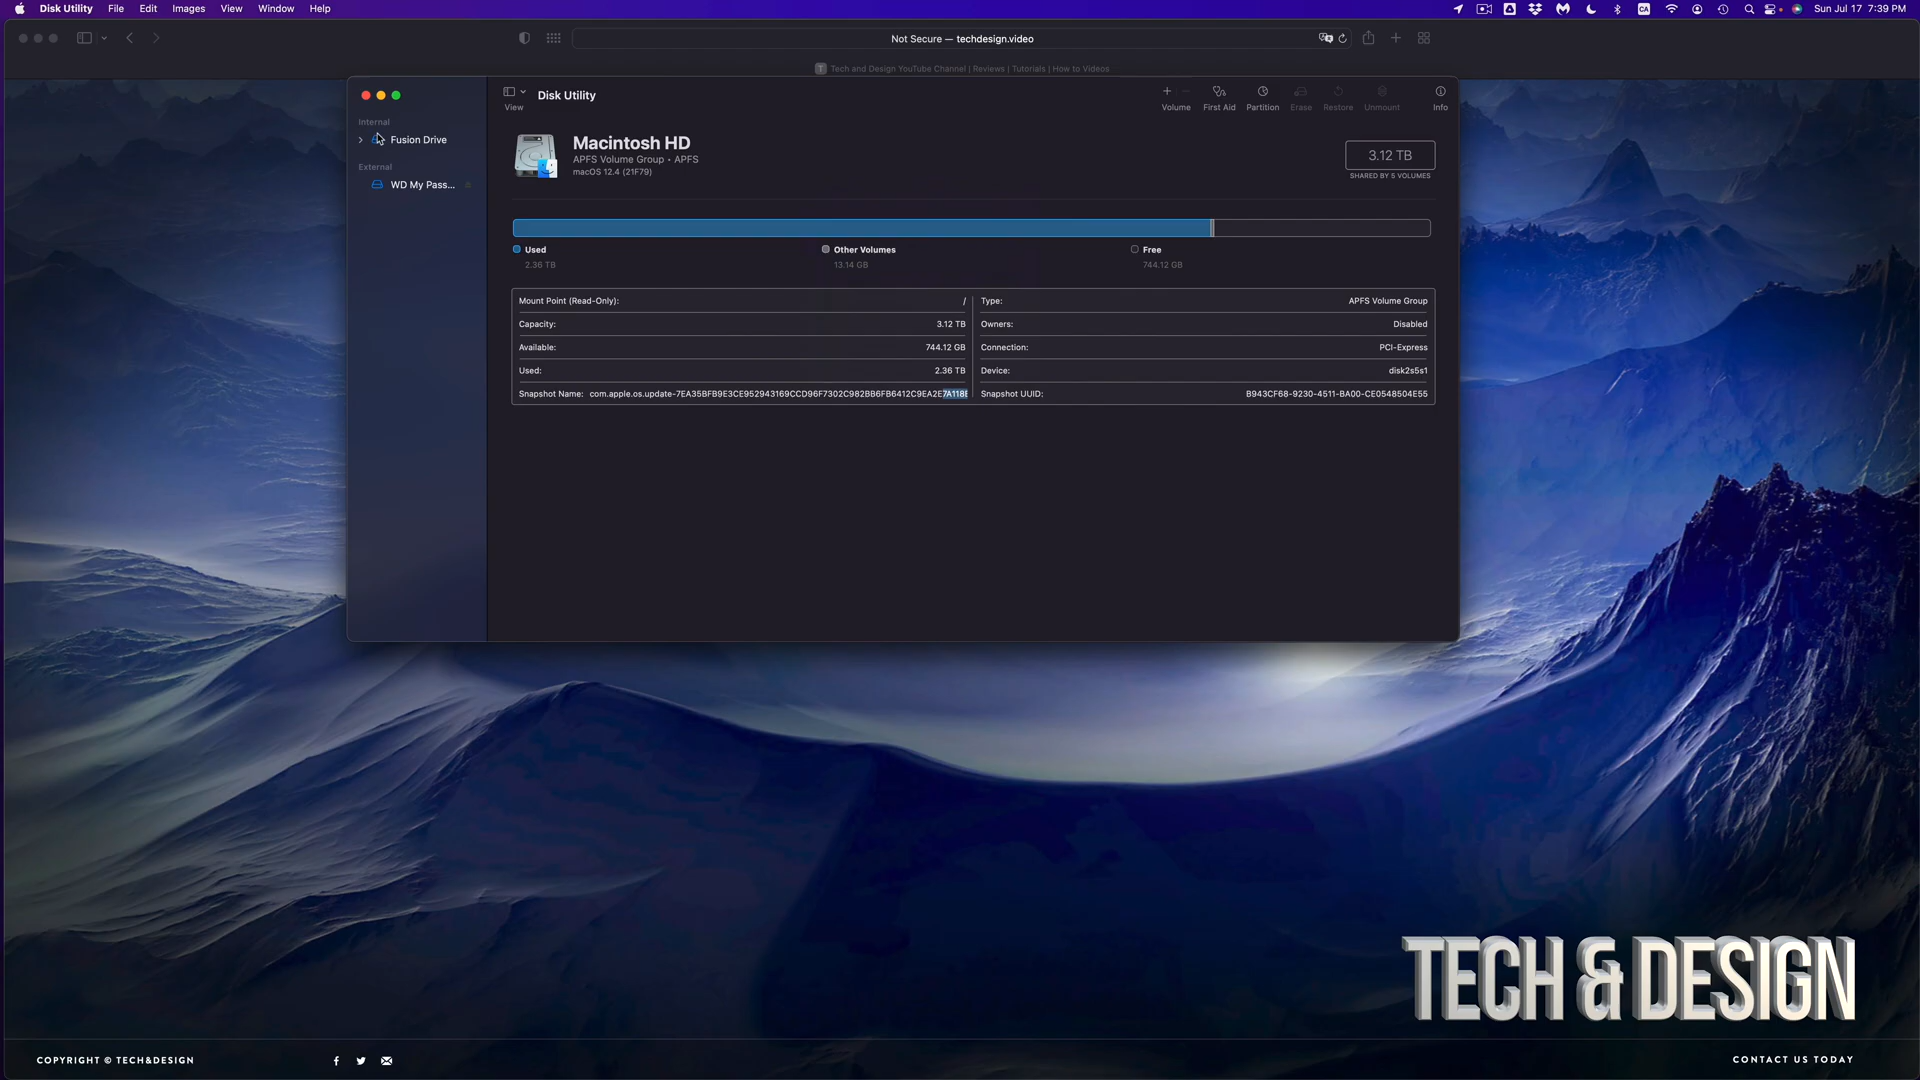 Disk Utility File Edit Images View Window Help
CA
Sun Jul 17 7:39 PM
Not Secure — techdesign.video
T Tech and Design YouTube Channel | Reviews | Tutorials | How to Videos
View
Disk Utility
Volume First Aid Partition Erase Restore Unmount Info
Internal
Fusion Drive
External
WD My Pass...
Macintosh HD
APFS Volume Group • APFS
macOS 12.4 (21F79)
3.12 TB
SHARED BY 5 VOLUMES
Used
2.36 TB
Other Volumes
13.14 GB
Free
744.12 GB
Mount Point (Read-Only): /
Type: APFS Volume Group
Capacity: 3.12 TB
Owners: Disabled
Available: 744.12 GB
Connection: PCI-Express
Used: 2.36 TB
Device: disk2s5s1
Snapshot Name: com.apple.os.update-7EA35BFB9E3CE952943169CCD96F7302C982BB6FB6412C9EA2E7A118E
Snapshot UUID: B943CF68-9230-4511-BA00-CE0548504E55
TECH & DESIGN
COPYRIGHT © TECH&DESIGN
CONTACT US TODAY